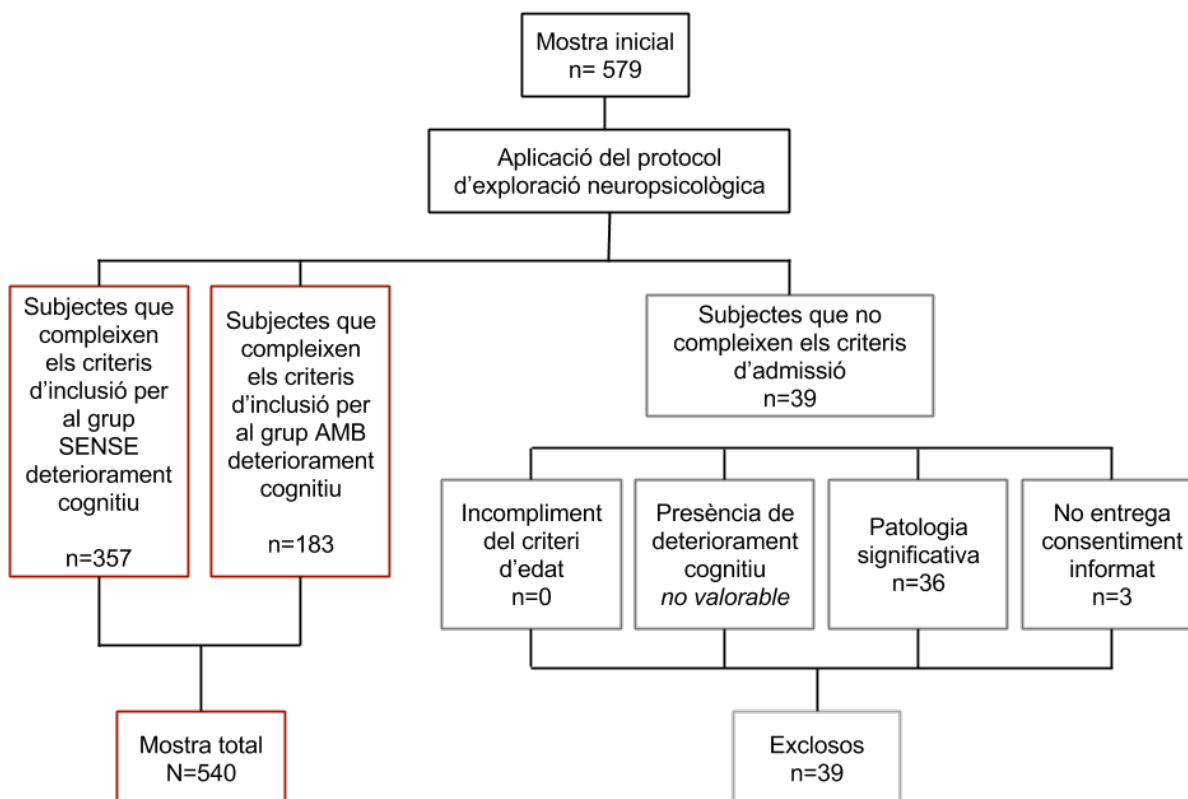 Mostra inicial
n= 579
Aplicació del protocol
d’exploració neuropsicològica
Subjectes que
compleixen
els criteris
d’inclusió per
al grup
SENSE
deteriorament
cognitiu
n=357
Subjectes que
compleixen
els criteris
d’inclusió per
al grup AMB
deteriorament
cognitiu
n=183
Subjectes que no
compleixen els criteris
d’admissió
n=39
Incompliment
del criteri
d’edat
n=0
Presència de
deteriorament
cognitiu
no valorable
Patologia
significativa
n=36
No entrega
consentiment
informat
n=3
Mostra total
N=540
Exclosos
n=39